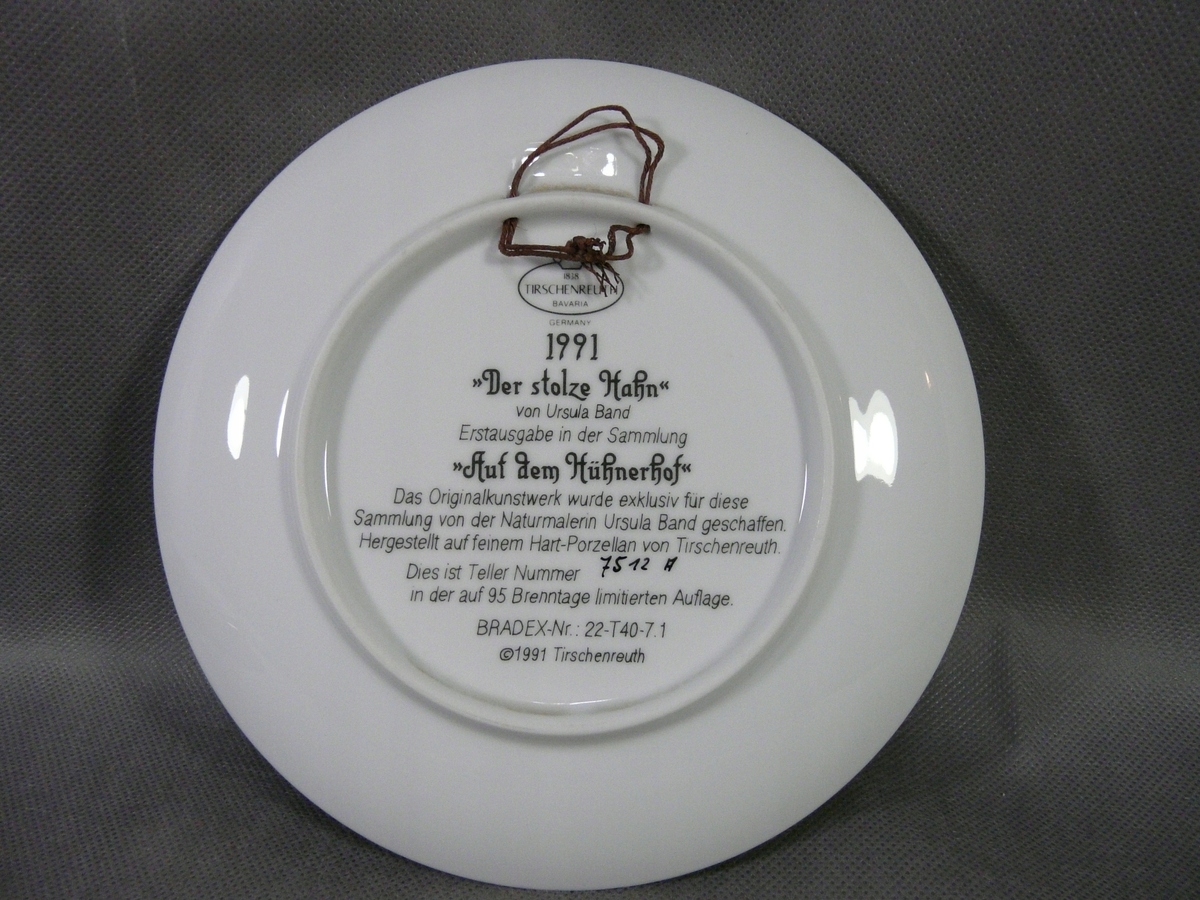 1838
TIRSCHENREUTH
BAVARIA
GERMANY
1991
»Der stolze Hahn«
von Ursula Band
Erstausgabe in der Sammlung
»Auf dem Hühnerhof«
Das Originalkunstwerk wurde exklusiv für diese
Sammlung von der Naturmalerin Ursula Band geschaffen.
Hergestellt auf feinem Hart-Porzellan von Tirschenreuth.
Dies ist Teller Nummer 7512 A
in der auf 95 Brenntage limitierten Auflage.
BRADEX-Nr.: 22-T40-7.1
©1991 Tirschenreuth